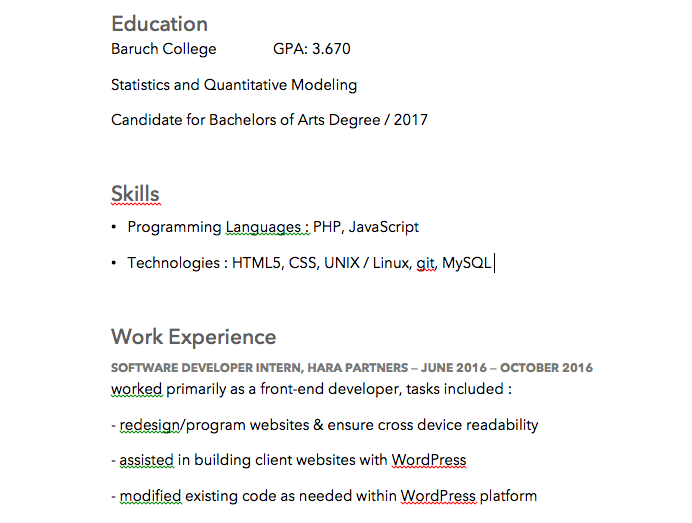 Education
Baruch College GPA: 3.670
Statistics and Quantitative Modeling
Candidate for Bachelors of Arts Degree / 2017
Skills
• Programming Languages : PHP, JavaScript
• Technologies : HTML5, CSS, UNIX / Linux, git, MySQL
Work Experience
SOFTWARE DEVELOPER INTERN, HARA PARTNERS – JUNE 2016 – OCTOBER 2016
worked primarily as a front-end developer, tasks included :
- redesign/program websites & ensure cross device readability
- assisted in building client websites with WordPress
- modified existing code as needed within WordPress platform